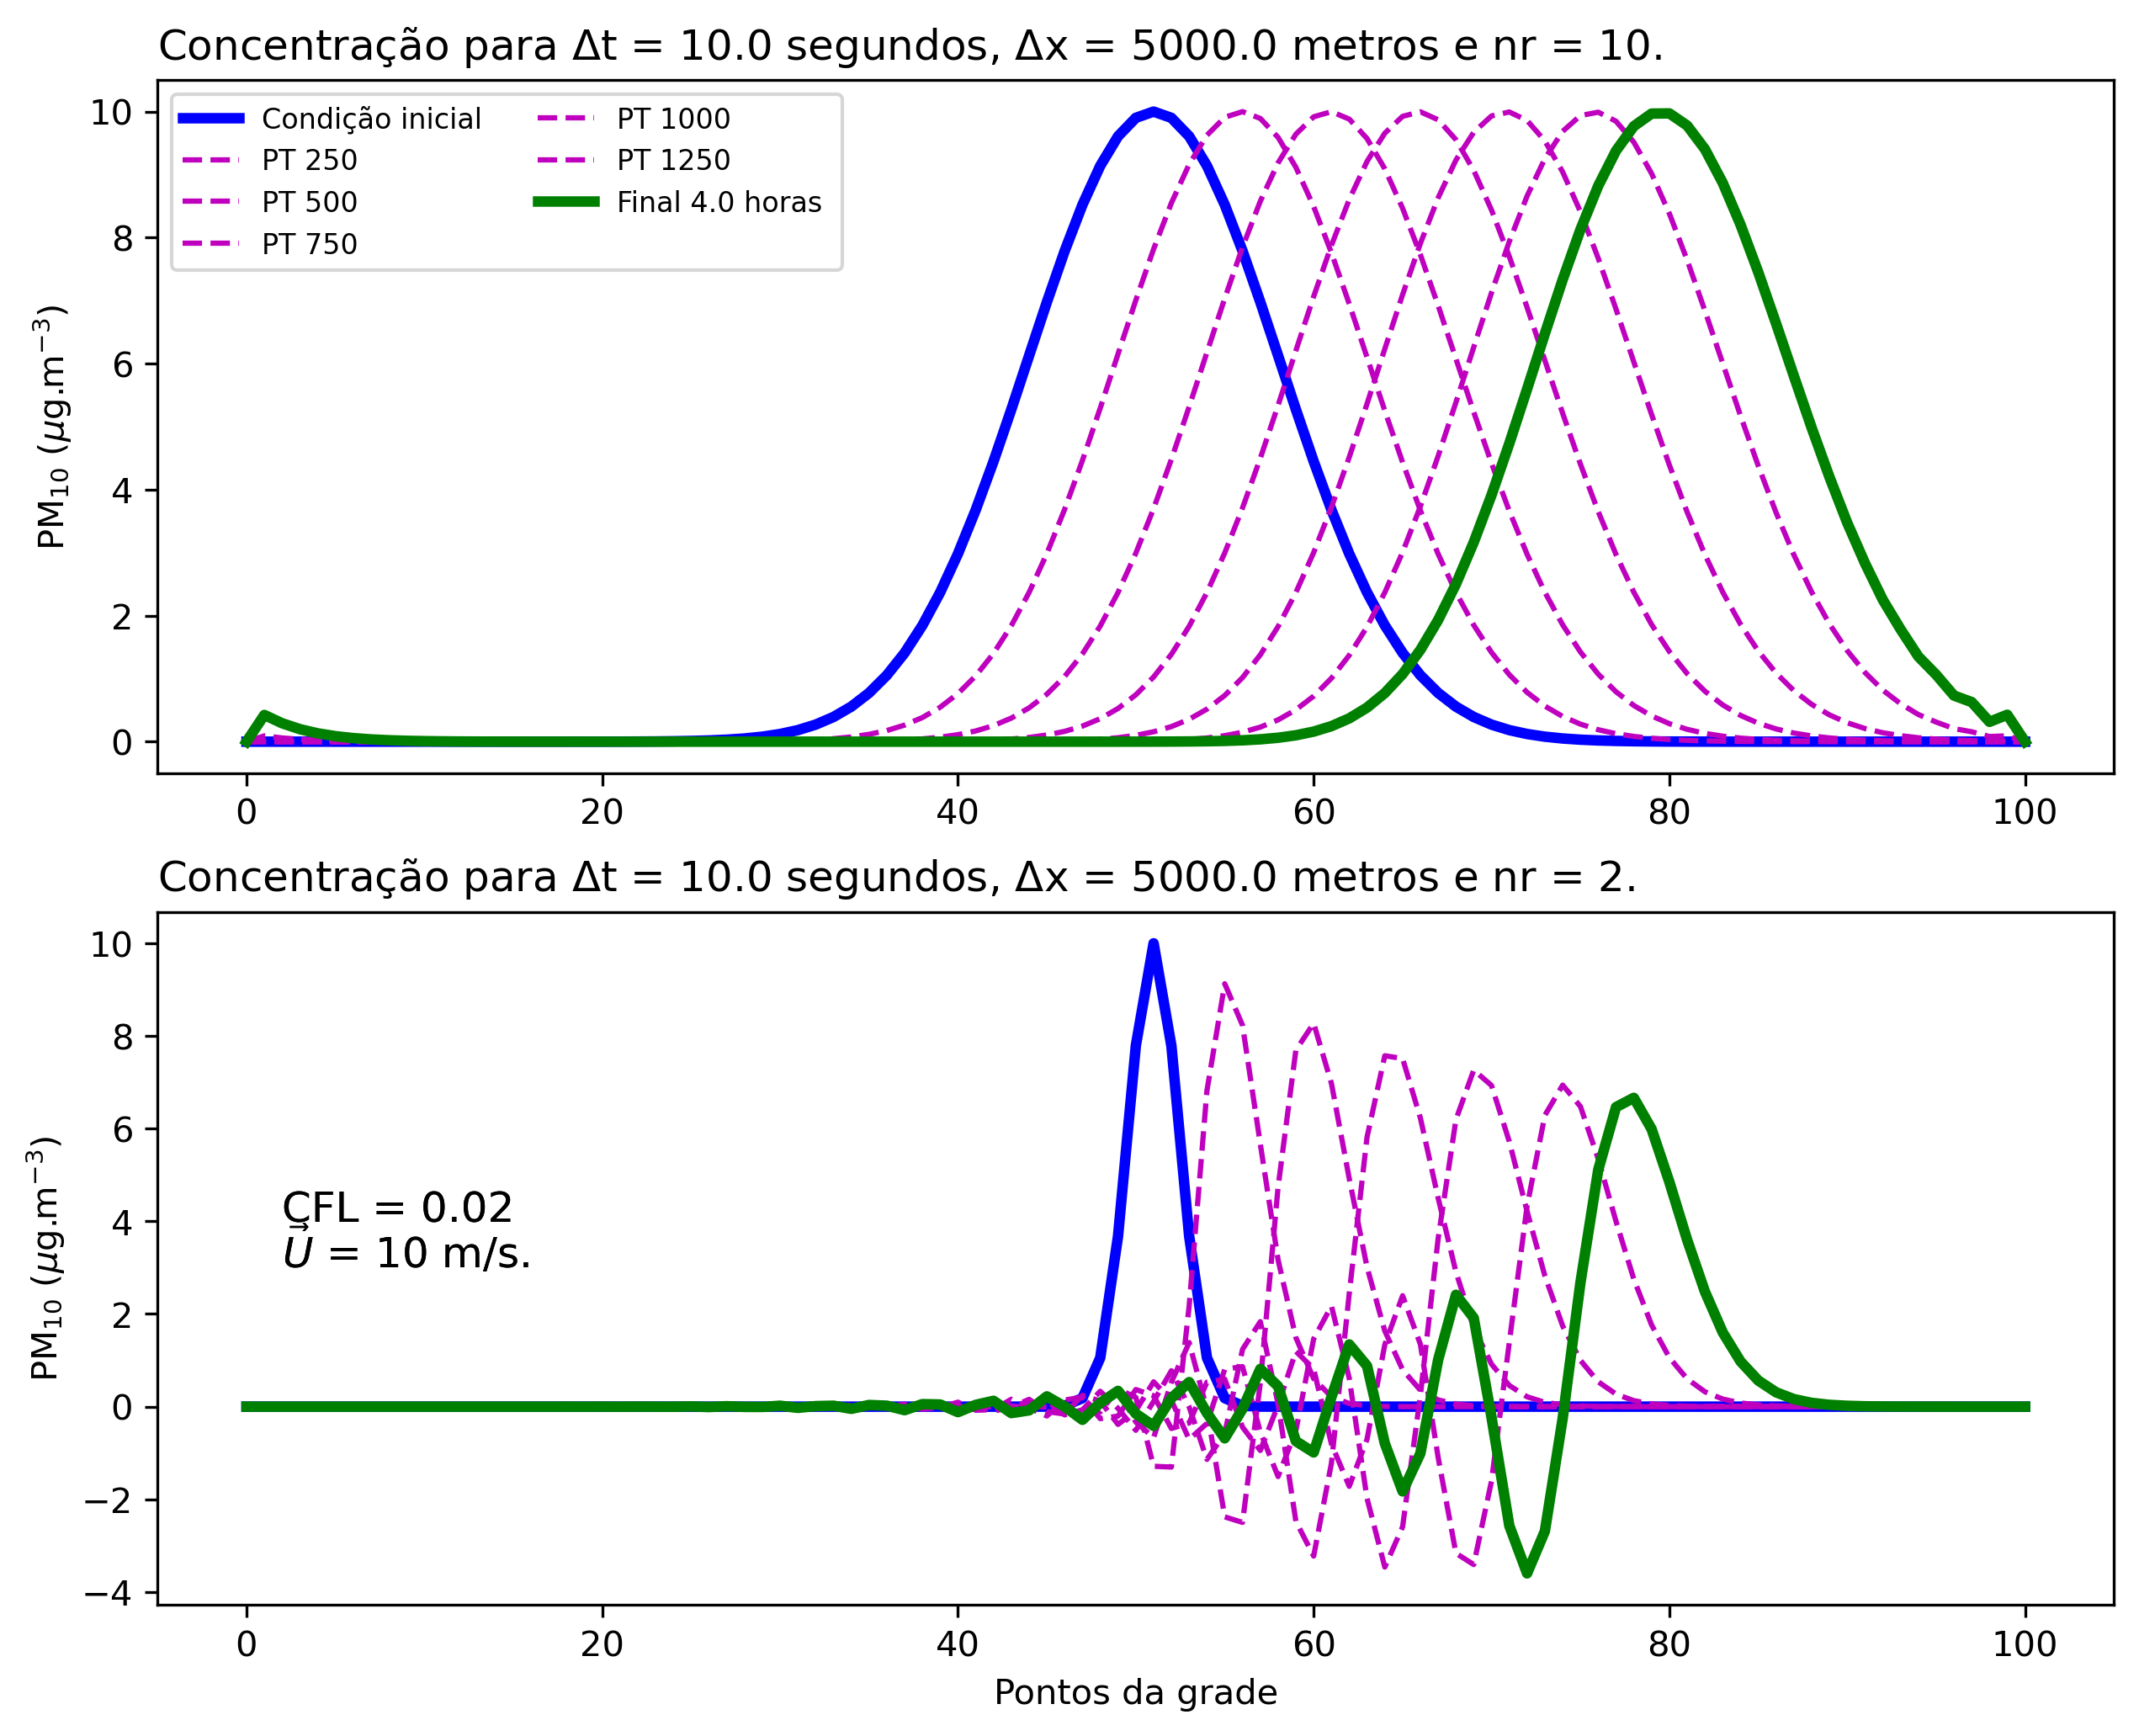 Concentração para Δt = 10.0 segundos, Δx = 5000.0 metros e nr = 10.
10
8
6
4
2
0
PM₁₀ (μg.m⁻³)
Condição inicial
PT 250
PT 500
PT 750
PT 1000
PT 1250
Final 4.0 horas
0 20 40 60 80 100
Concentração para Δt = 10.0 segundos, Δx = 5000.0 metros e nr = 2.
10
8
6
4
2
0
−2
−4
PM₁₀ (μg.m⁻³)
CFL = 0.02
U⃗ = 10 m/s.
0 20 40 60 80 100
Pontos da grade